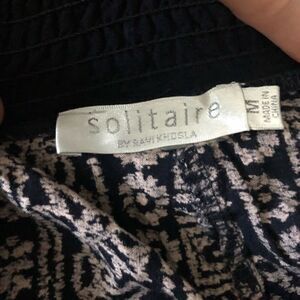 solitaire
BY RAVI KHOSLA
M
MADE IN
CHINA